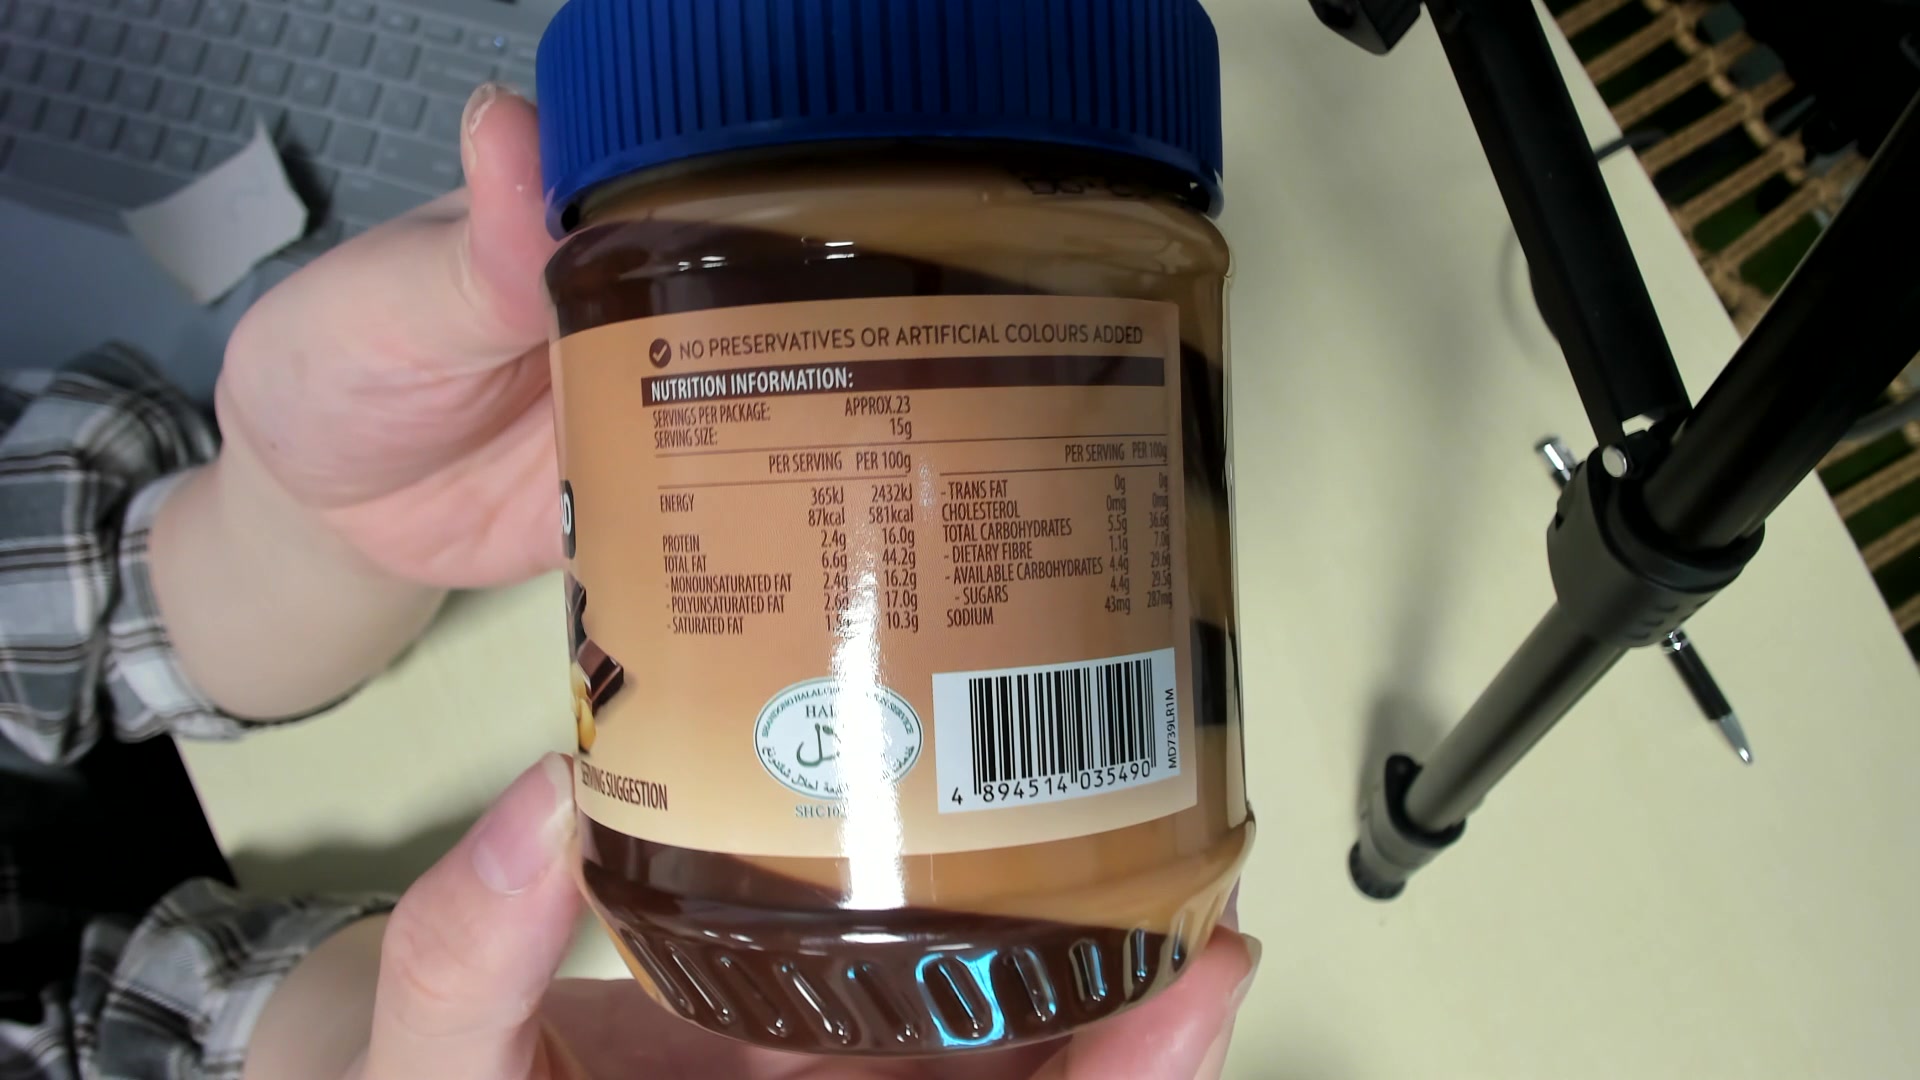 NO PRESERVATIVES OR ARTIFICIAL COLOURS ADDED
NUTRITION INFORMATION:
SERVINGS PER PACKAGE: APPROX.23
SERVING SIZE: 15g
PER SERVING PER 100g
ENERGY 365kJ 2432kJ
87kcal 581kcal
PROTEIN 2.4g 16.0g
TOTAL FAT 6.6g 44.2g
- MONOUNSATURATED FAT 2.4g 16.2g
- POLYUNSATURATED FAT 2.6g 17.0g
- SATURATED FAT 10.3g
PER SERVING PER 100g
- TRANS FAT 0g 0g
CHOLESTEROL 0mg 0mg
TOTAL CARBOHYDRATES 5.5g 36.6g
- DIETARY FIBRE 1.1g 7.0g
- AVAILABLE CARBOHYDRATES 4.4g 29.6g
- SUGARS 4.4g 29.5g
SODIUM 43mg 287mg
SUGGESTION
4 894514 035490
MD739LR1M